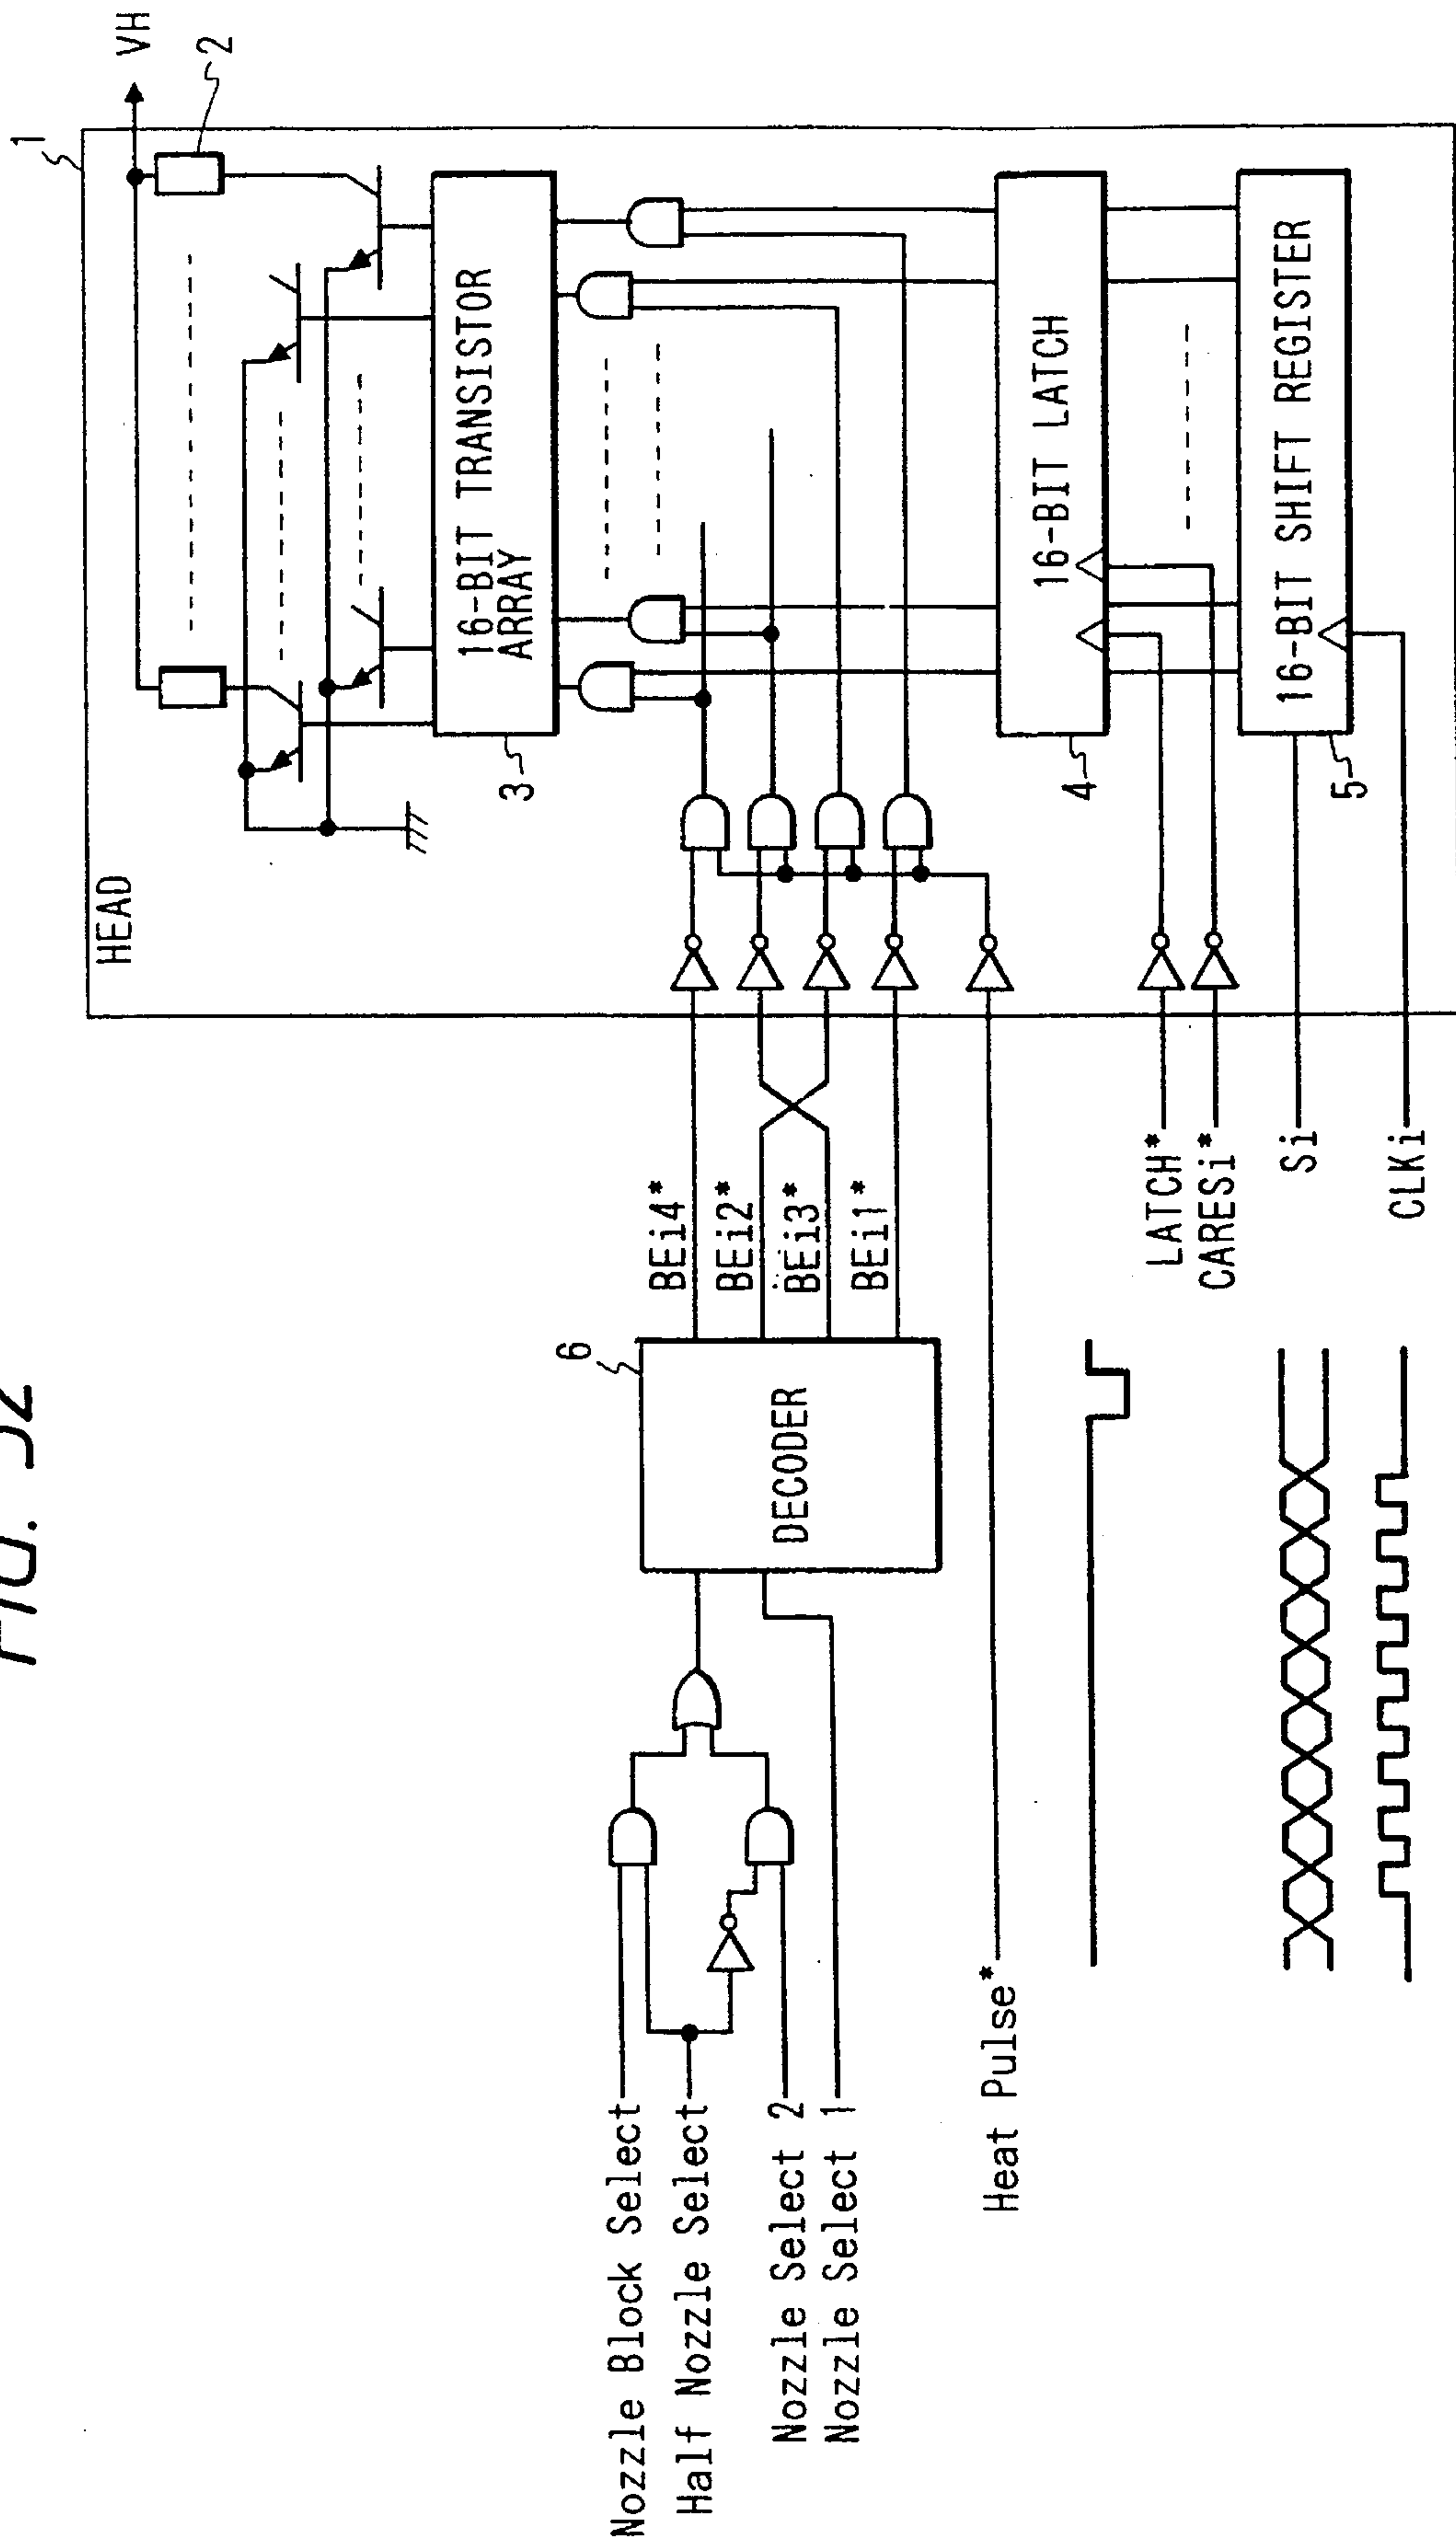 FIG. 32
1
VH
2
HEAD
16-BIT TRANSISTOR
ARRAY
3
16-BIT LATCH
4
16-BIT SHIFT REGISTER
5
6
DECODER
BEi4*
BEi2*
BEi3*
BEi1*
Nozzle Block Select
Half Nozzle Select
Nozzle Select 2
Nozzle Select 1
Heat Pulse*
LATCH*
CARESi*
Si
CLKi